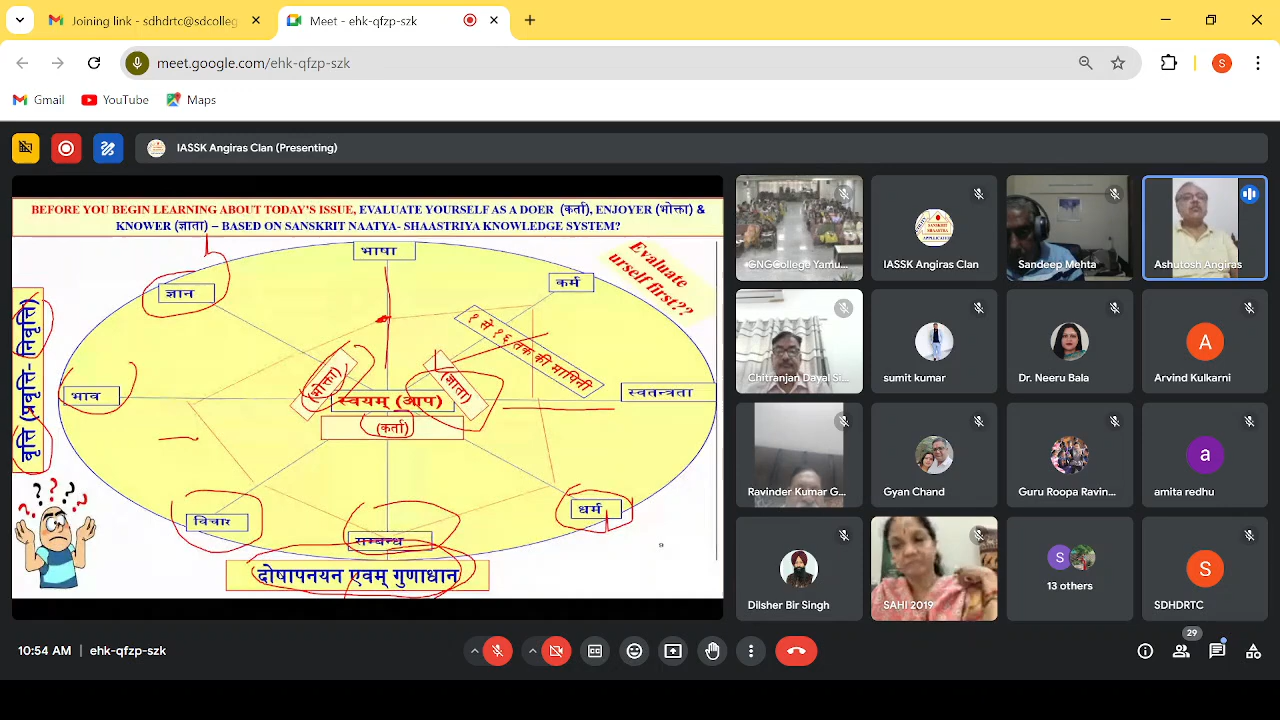 Joining link - sdhdrtc@sdcolleg
Meet - ehk-qfzp-szk
meet.google.com/ehk-qfzp-szk
Gmail
YouTube
Maps
IASSK Angiras Clan (Presenting)
BEFORE YOU BEGIN LEARNING ABOUT TODAY'S ISSUE, EVALUATE YOURSELF AS A DOER (कर्ता), ENJOYER (भोक्ता) &
KNOWER (ज्ञाता) – BASED ON SANSKRIT NAATYA- SHAASTRIYA KNOWLEDGE SYSTEM?
भाषा
Evaluate
urself first??
कर्म
ज्ञान
१ से १६ तक की मापिनी
वृत्ति (प्रवृत्ति- निवृत्ति)
(भोक्ता)
(ज्ञाता)
भाव
स्वयम् (आप)
स्वतन्त्रता
(कर्ता)
विचार
सम्बन्ध
धर्म
दोषापनयन एवम् गुणाधान
GNGCollege Yamu...
IASSK Angiras Clan
Sandeep Mehta
Ashutosh Angiras
Chitranjan Dayal Si...
sumit kumar
Dr. Neeru Bala
A
Arvind Kulkarni
Ravinder Kumar G...
Gyan Chand
Guru Roopa Ravin...
a
amita redhu
Dilsher Bir Singh
SAHI 2019
S
13 others
S
SDHDRTC
10:54 AM
ehk-qfzp-szk
29